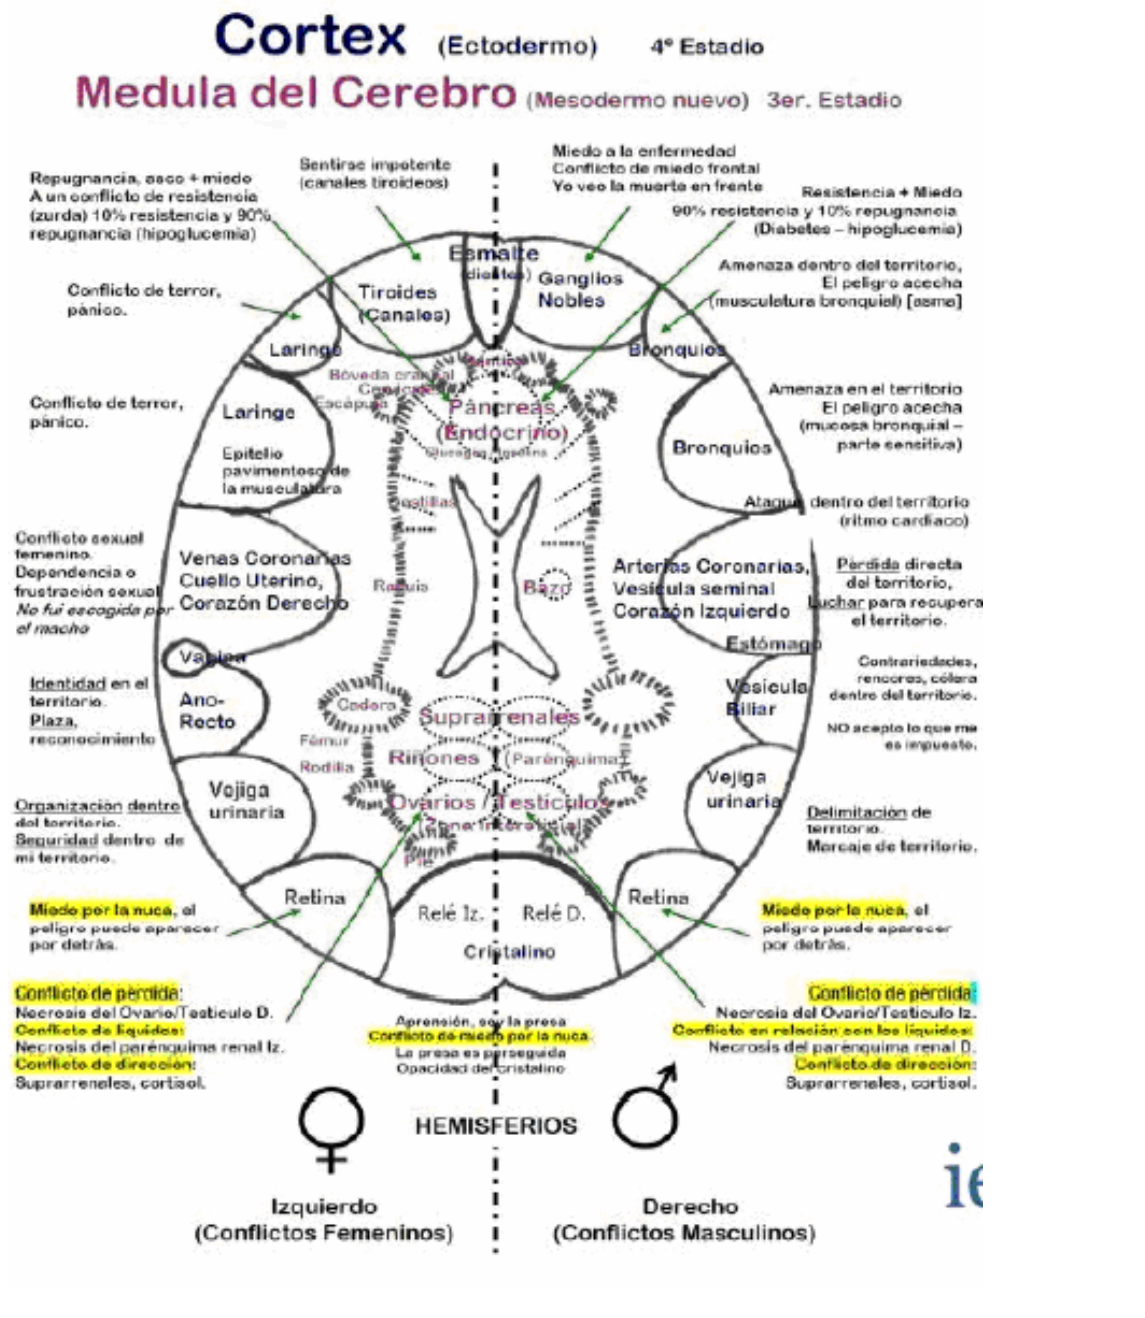 Cortex (Ectodermo) 4º Estadio
Medula del Cerebro (Mesodermo nuevo) 3er. Estadio
Repugnancia, asco + miedo
A un conflicto de resistencia
(zurda) 10% resistencia y 90%
repugnancia (hipoglucemia)
Sentirse impotente
(canales tiroideos)
Miedo a la enfermedad
Conflicto de miedo frontal
Yo veo la muerte en frente
Resistencia + Miedo
90% resistencia y 10% repugnancia
(Diabetes – hipoglucemia)
Amenaza dentro del territorio,
El peligro acecha
(musculatura bronquial) [asma]
Conflicto de terror,
pánico.
Esmalte
(dientes)
Tiroides
(Canales)
Ganglios
Nobles
Laringe
Bronquios
Bóveda craneal
Escápula
Páncreas
(Endocrino)
Glucagon Insulina
Conflicto de terror,
pánico.
Laringe
Epitelio
pavimentoso de
la musculatura
Bronquios
Amenaza en el territorio
El peligro acecha
(mucosa bronquial –
parte sensitiva)
Costillas
Ataque dentro del territorio
(ritmo cardiaco)
Conflicto sexual
femenino.
Dependencia o
frustración sexual
No fui escogida por
el macho
Venas Coronarias
Cuello Uterino,
Corazón Derecho
Raquis
Bazo
Arterias Coronarias,
Vesícula seminal
Corazón Izquierdo
Pérdida directa
del territorio,
Luchar para recupera
el territorio.
Vagina
Estómago
Identidad en el
territorio.
Plaza,
reconocimiento
Ano-
Recto
Cadera
Suprarrenales
Vesícula
Biliar
Contrariedades,
rencores, cólera
dentro del territorio.
NO acepto lo que me
es impuesto.
Fémur
Rodilla
Riñones (Parénquima)
Vejiga
urinaria
Vejiga
urinaria
Ovarios / Testículos
(Zona Intersticial)
Pie
Organización dentro
del territorio.
Seguridad dentro de
mi territorio.
Delimitación de
territorio.
Marcaje de territorio.
Retina
Retina
Relé Iz. Relé D.
Cristalino
Miedo por la nuca, el
peligro puede aparecer
por detrás.
Miedo por la nuca, el
peligro puede aparecer
por detrás.
Conflicto de pérdida:
Necrosis del Ovario/Testículo D.
Conflicto de líquidos:
Necrosis del parénquima renal Iz.
Conflicto de dirección:
Suprarrenales, cortisol.
Aprensión, soy la presa
Conflicto de miedo por la nuca.
La presa es perseguida
Opacidad del cristalino
Conflicto de pérdida:
Necrosis del Ovario/Testículo Iz.
Conflicto en relación con los líquidos:
Necrosis del parénquima renal D.
Conflicto de dirección:
Suprarrenales, cortisol.
HEMISFERIOS
Izquierdo
(Conflictos Femeninos)
Derecho
(Conflictos Masculinos)
ie